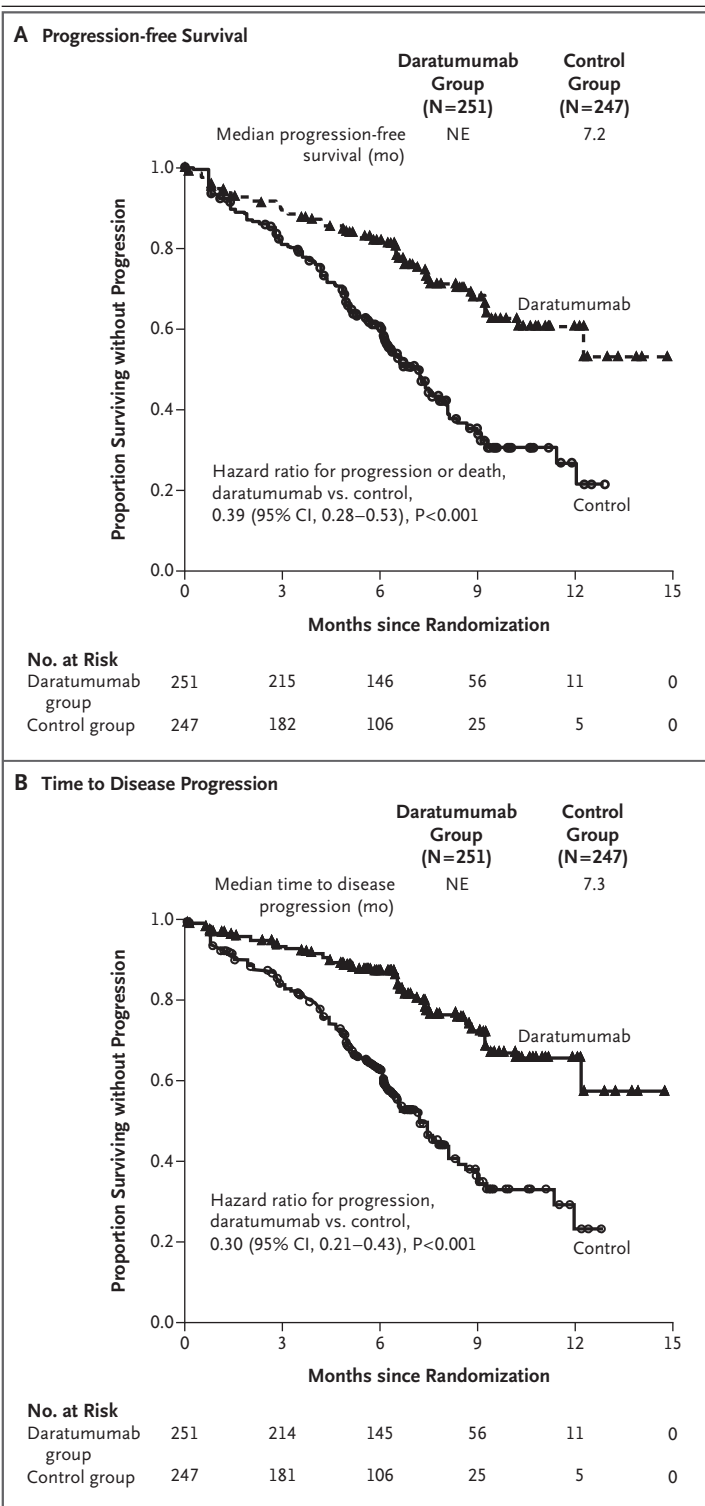 A Progression-free Survival
Daratumumab Group (N=251)
Control Group (N=247)
Median progression-free survival (mo)
NE
7.2
Proportion Surviving without Progression
1.0
0.8
0.6
0.4
0.2
0.0
Daratumumab
Control
Hazard ratio for progression or death,
daratumumab vs. control,
0.39 (95% CI, 0.28–0.53), P<0.001
0 3 6 9 12 15
Months since Randomization
No. at Risk
Daratumumab group 251 215 146 56 11 0
Control group 247 182 106 25 5 0
B Time to Disease Progression
Daratumumab Group (N=251)
Control Group (N=247)
Median time to disease progression (mo)
NE
7.3
Proportion Surviving without Progression
1.0
0.8
0.6
0.4
0.2
0.0
Daratumumab
Control
Hazard ratio for progression,
daratumumab vs. control,
0.30 (95% CI, 0.21–0.43), P<0.001
0 3 6 9 12 15
Months since Randomization
No. at Risk
Daratumumab group 251 214 145 56 11 0
Control group 247 181 106 25 5 0